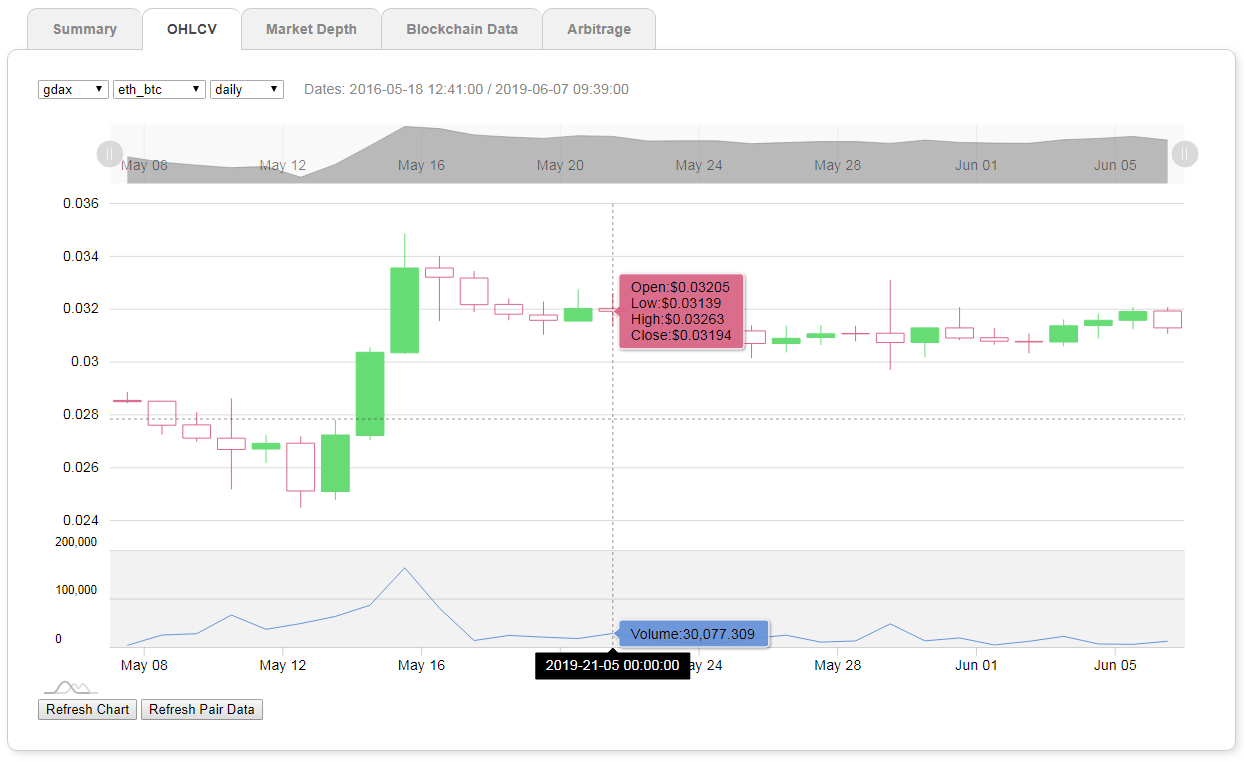 Summary OHLCV Market Depth Blockchain Data Arbitrage
gdax eth_btc daily Dates: 2016-05-18 12:41:00 / 2019-06-07 09:39:00
May 08 May 12 May 16 May 20 May 24 May 28 Jun 01 Jun 05
0.036
0.034
Open:$0.03205
Low:$0.03139
0.032
High:$0.03263
Close:$0.03194
0.03
0.028
0.026
0.024
200,000
100,000
Volume:30,077.309
0
May 08 May 12 May 16 2019-21-05 00:00:00 ay 24 May 28 Jun 01 Jun 05
Refresh Chart Refresh Pair Data